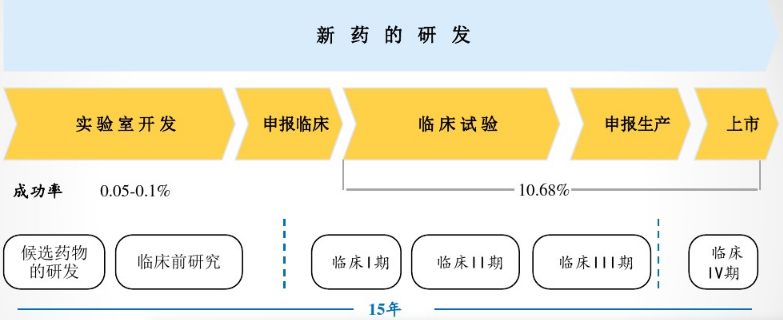 新药的研发
实验室开发
申报临床
临床试验
申报生产
上市
成功率
0.05-0.1%
10.68%
候选药物
的研发
临床前研究
临床I期
临床II期
临床III期
临床
IV期
15年